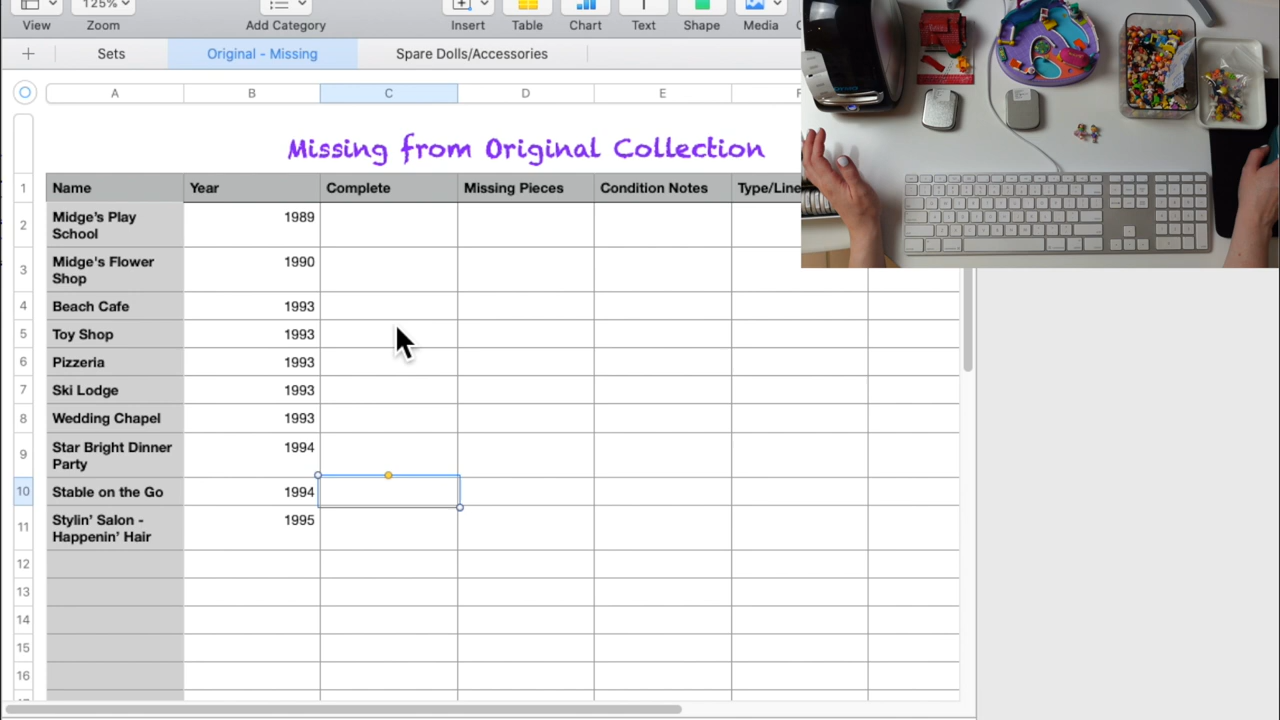 125%
View
Zoom
Add Category
Insert
Table
Chart
Text
Shape
Media
Sets
Original - Missing
Spare Dolls/Accessories
A B C D E
Missing from Original Collection
1 Name Year Complete Missing Pieces Condition Notes Type/Line
2 Midge’s Play School 1989
3 Midge's Flower Shop 1990
4 Beach Cafe 1993
5 Toy Shop 1993
6 Pizzeria 1993
7 Ski Lodge 1993
8 Wedding Chapel 1993
9 Star Bright Dinner Party 1994
10 Stable on the Go 1994
11 Stylin’ Salon - Happenin’ Hair 1995
12
13
14
15
16